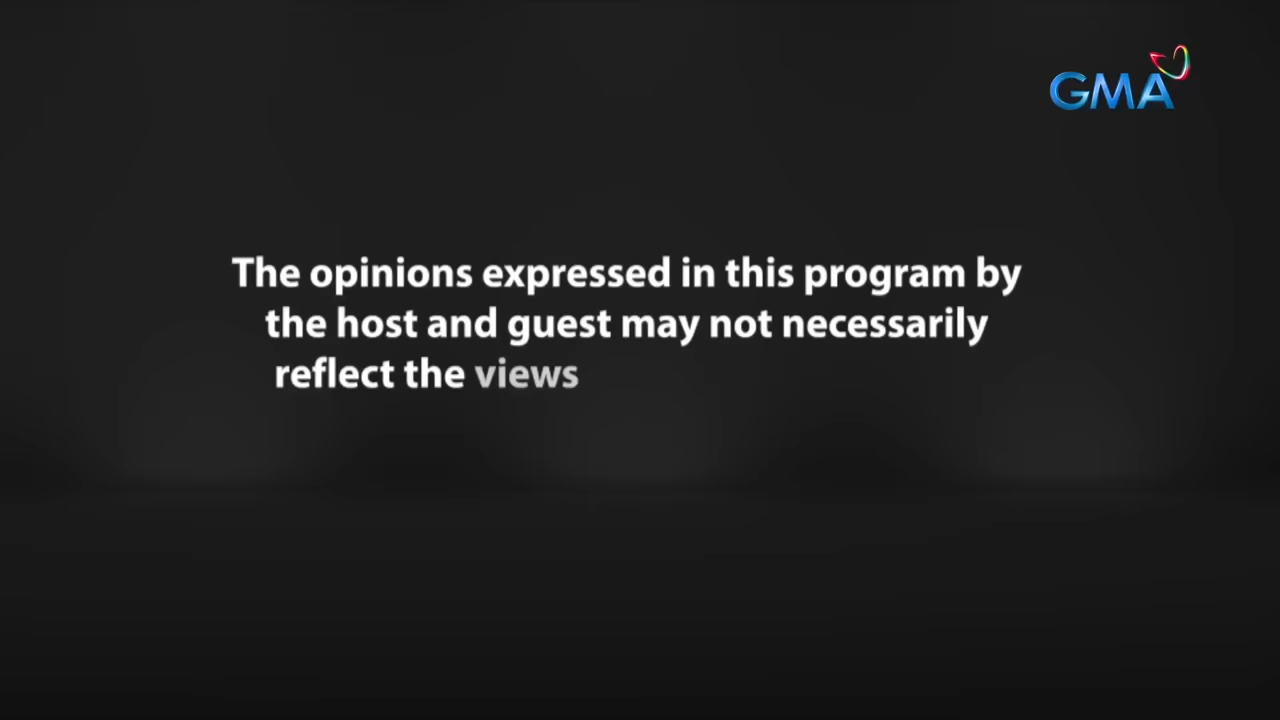 GMA
The opinions expressed in this program by
the host and guest may not necessarily
reflect the views